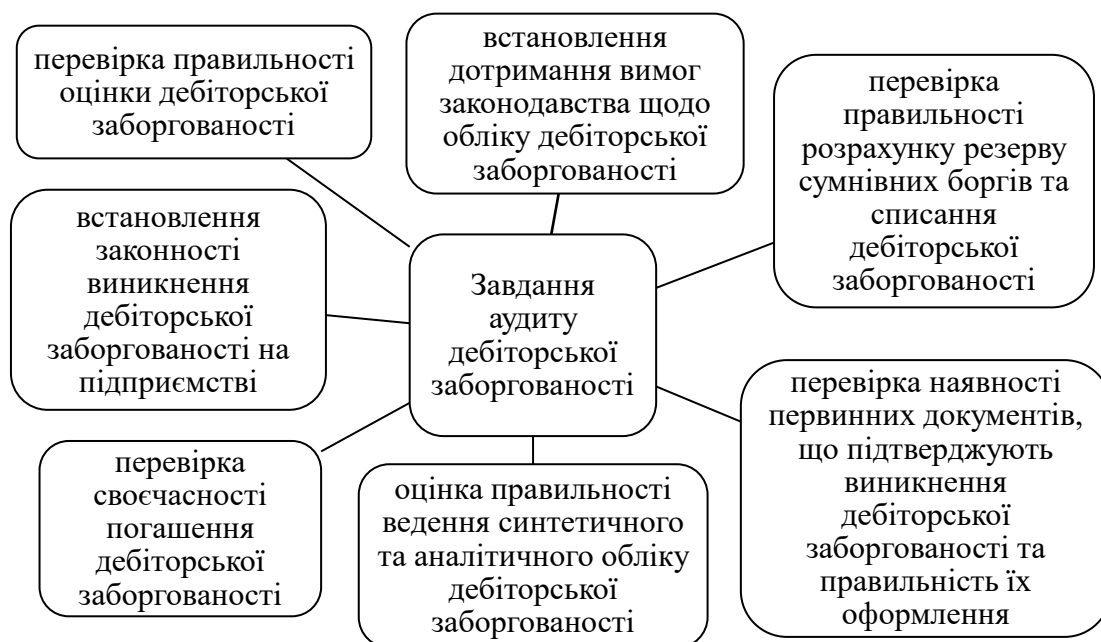 перевірка правильності
оцінки дебіторської
заборгованості
встановлення
дотримання вимог
законодавства щодо
обліку дебіторської
заборгованості
перевірка
правильності
розрахунку резерву
сумнівних боргів та
списання
дебіторської
заборгованості
встановлення
законності
виникнення
дебіторської
заборгованості на
підприємстві
Завдання
аудиту
дебіторської
заборгованості
перевірка наявності
первинних документів,
що підтверджують
виникнення
дебіторської
заборгованості та
правильність їх
оформлення
перевірка
своєчасності
погашення
дебіторської
заборгованості
оцінка правильності
ведення синтетичного
та аналітичного обліку
дебіторської
заборгованості